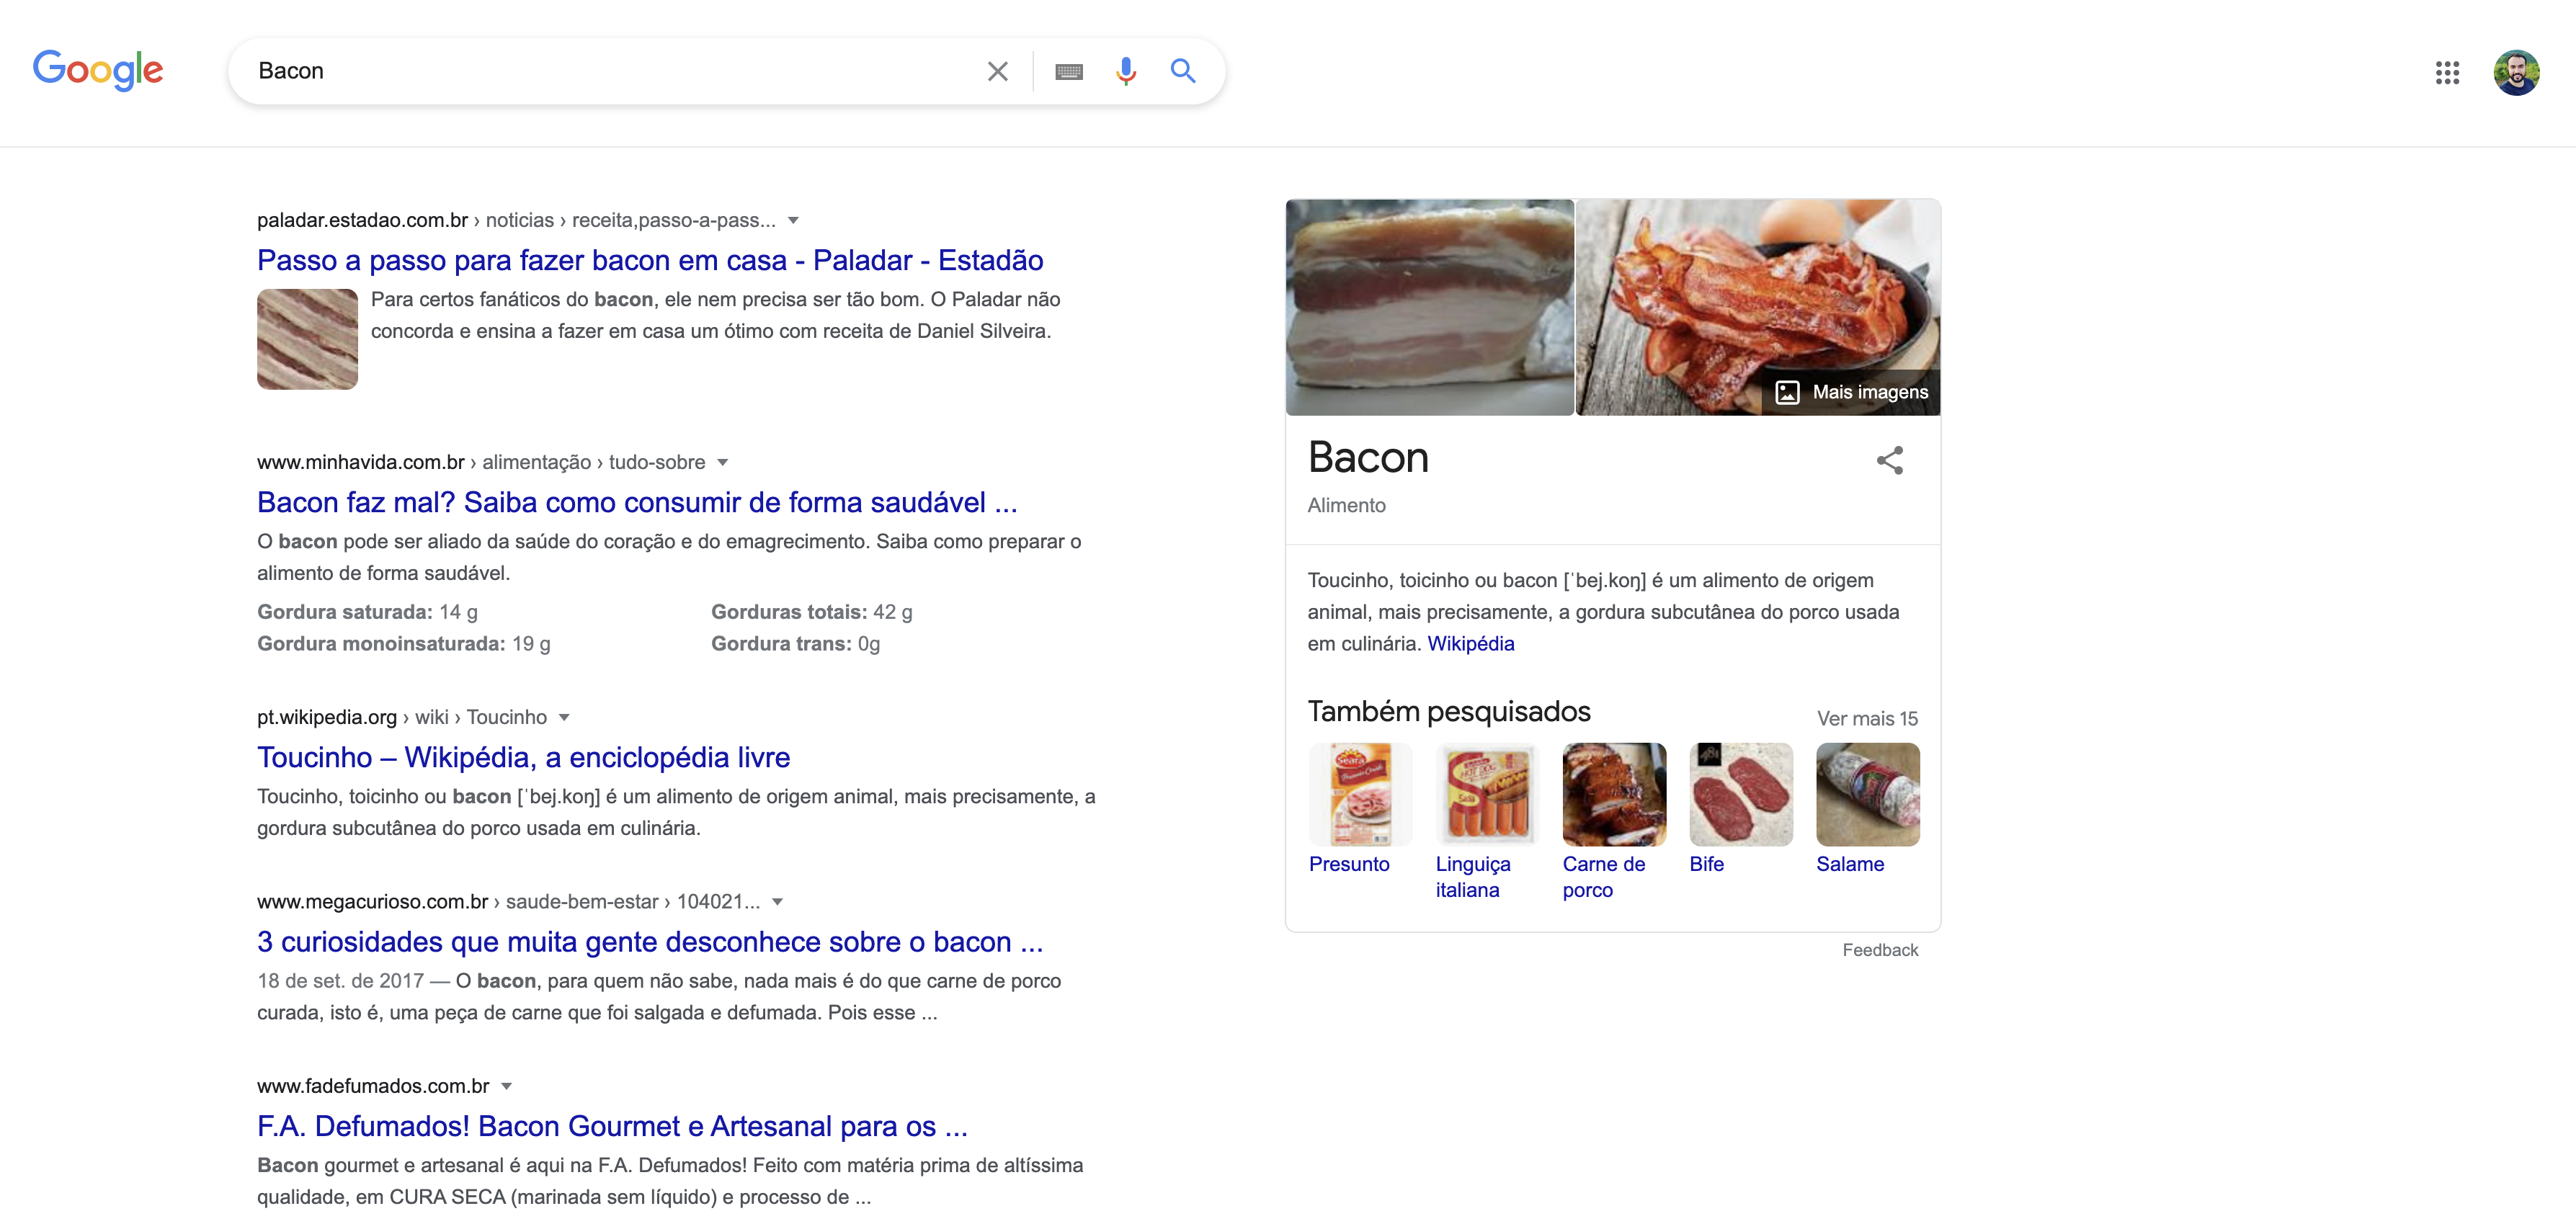 Google
Bacon
paladar.estadao.com.br › noticias › receita,passo-a-pass...
Passo a passo para fazer bacon em casa - Paladar - Estadão
Para certos fanáticos do bacon, ele nem precisa ser tão bom. O Paladar não
concorda e ensina a fazer em casa um ótimo com receita de Daniel Silveira.
www.minhavida.com.br › alimentação › tudo-sobre
Bacon faz mal? Saiba como consumir de forma saudável ...
O bacon pode ser aliado da saúde do coração e do emagrecimento. Saiba como preparar o
alimento de forma saudável.
Gordura saturada: 14 g Gorduras totais: 42 g
Gordura monoinsaturada: 19 g Gordura trans: 0g
pt.wikipedia.org › wiki › Toucinho
Toucinho – Wikipédia, a enciclopédia livre
Toucinho, toicinho ou bacon [ˈbej.koŋ] é um alimento de origem animal, mais precisamente, a
gordura subcutânea do porco usada em culinária.
www.megacurioso.com.br › saude-bem-estar › 104021...
3 curiosidades que muita gente desconhece sobre o bacon ...
18 de set. de 2017 — O bacon, para quem não sabe, nada mais é do que carne de porco
curada, isto é, uma peça de carne que foi salgada e defumada. Pois esse ...
www.fadefumados.com.br
F.A. Defumados! Bacon Gourmet e Artesanal para os ...
Bacon gourmet e artesanal é aqui na F.A. Defumados! Feito com matéria prima de altíssima
qualidade, em CURA SECA (marinada sem líquido) e processo de ...
Mais imagens
Bacon
Alimento
Toucinho, toicinho ou bacon [ˈbej.koŋ] é um alimento de origem
animal, mais precisamente, a gordura subcutânea do porco usada
em culinária. Wikipédia
Também pesquisados
Ver mais 15
Seara
HOT DOG
Presunto
Linguiça
italiana
Carne de
porco
Bife
Salame
Feedback